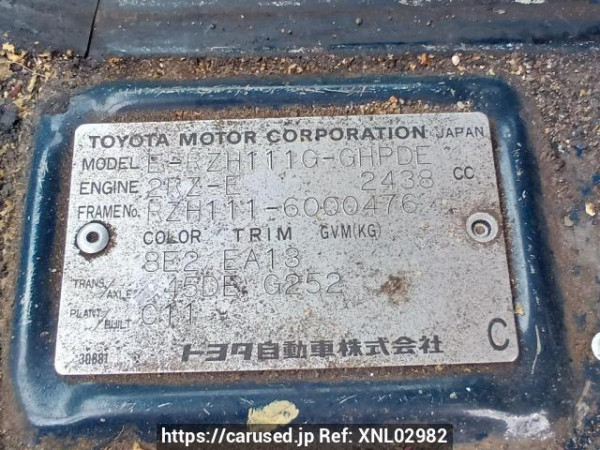 TOYOTA MOTOR CORPORATION JAPAN
MODEL E-RZH111G-GHPDE
ENGINE 2RZ-E 2438 CC
FRAME No. RZH111-6000476
COLOR TRIM GVM(KG)
8E2 EA13
TRANS./AXLE 45DE G252
PLANT/BUILT C11
トヨタ自動車株式会社 C
30881
https://carused.jp Ref: XNL02982